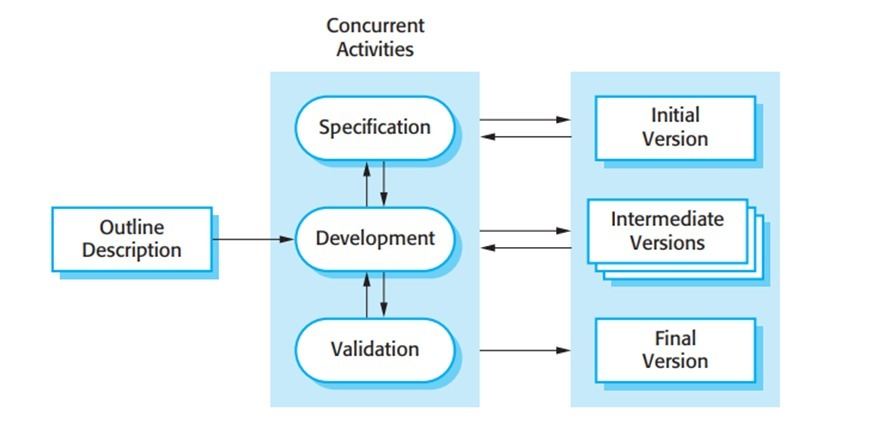 Concurrent
Activities
Specification
Initial
Version
Outline
Description
Development
Intermediate
Versions
Validation
Final
Version